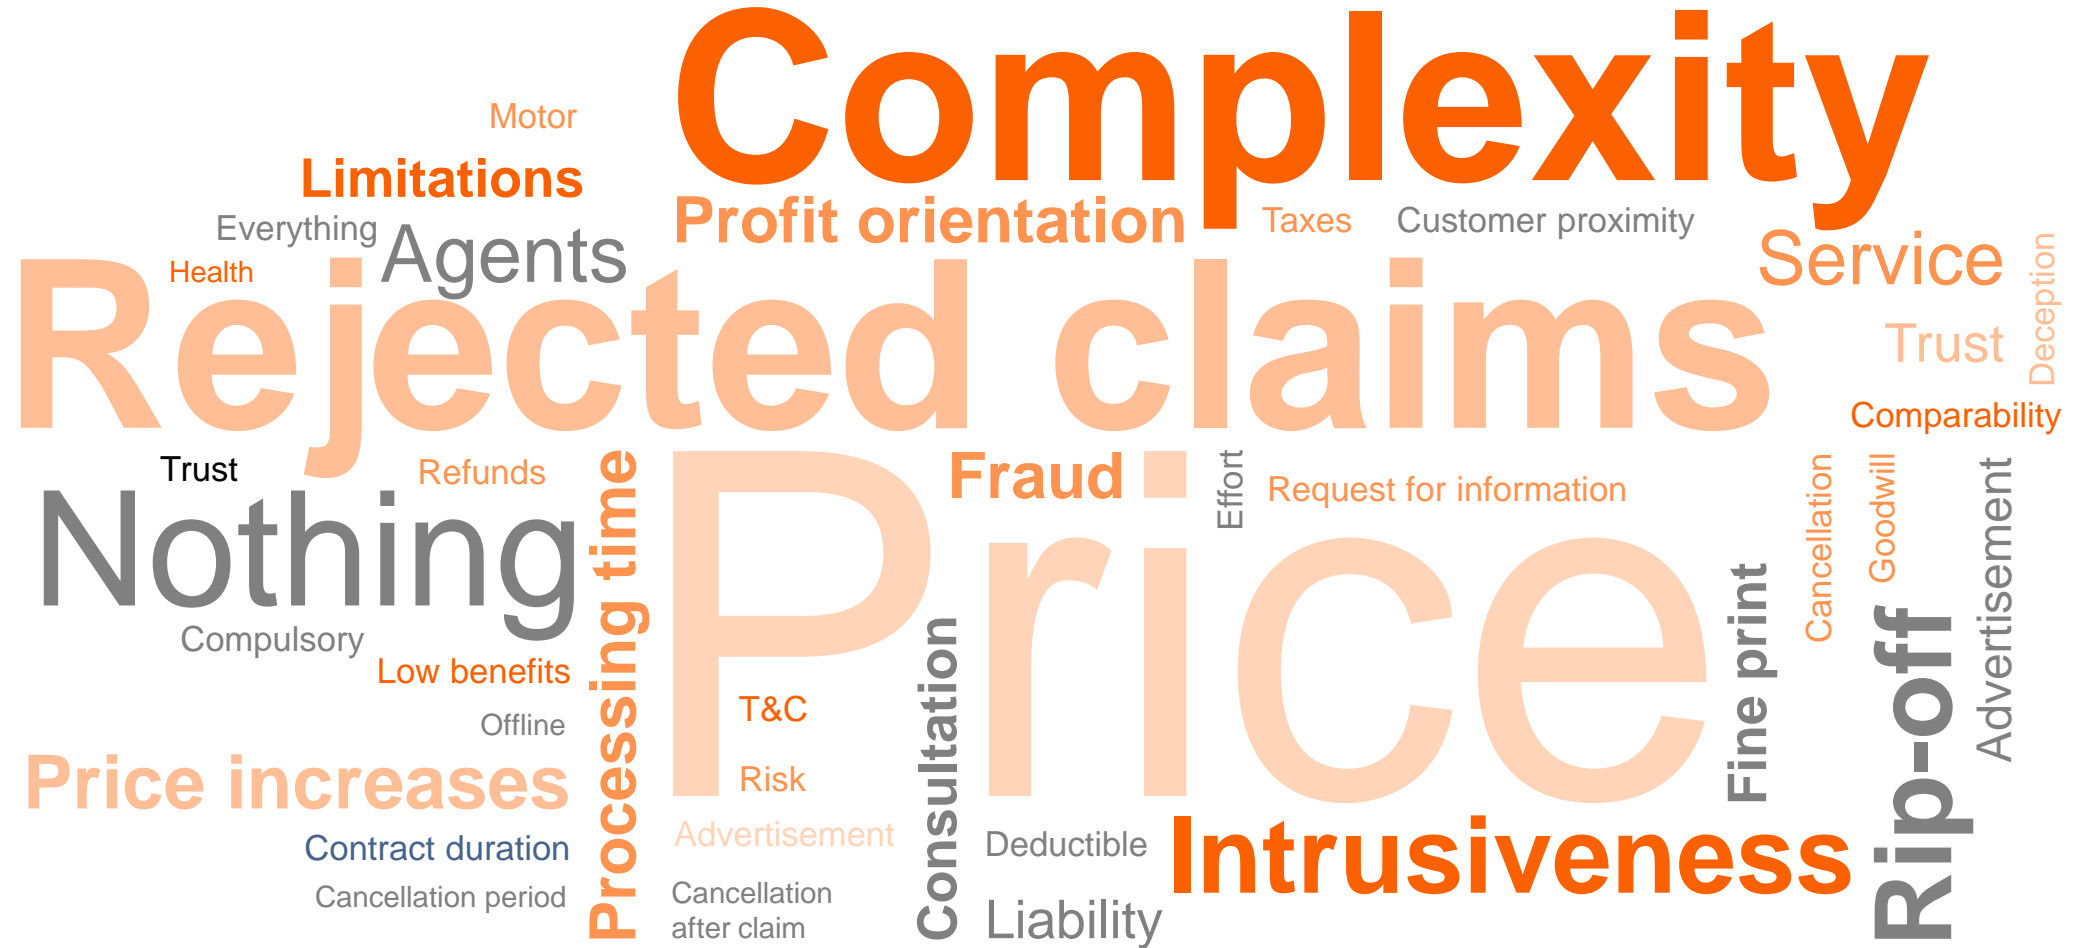 Complexity
Motor
Limitations
Profit orientation
Taxes
Customer proximity
Everything
Agents
Service
Health
Deception
Rejected claims
Trust
Comparability
Trust
Refunds
Fraud
Effort
Request for information
Nothing
Processing time
Price
Cancellation
Goodwill
Advertisement
Compulsory
Low benefits
Offline
T&C
Consultation
Fine print
Rip-off
Price increases
Risk
Advertisement
Deductible
Intrusiveness
Contract duration
Cancellation period
Cancellation
after claim
Liability